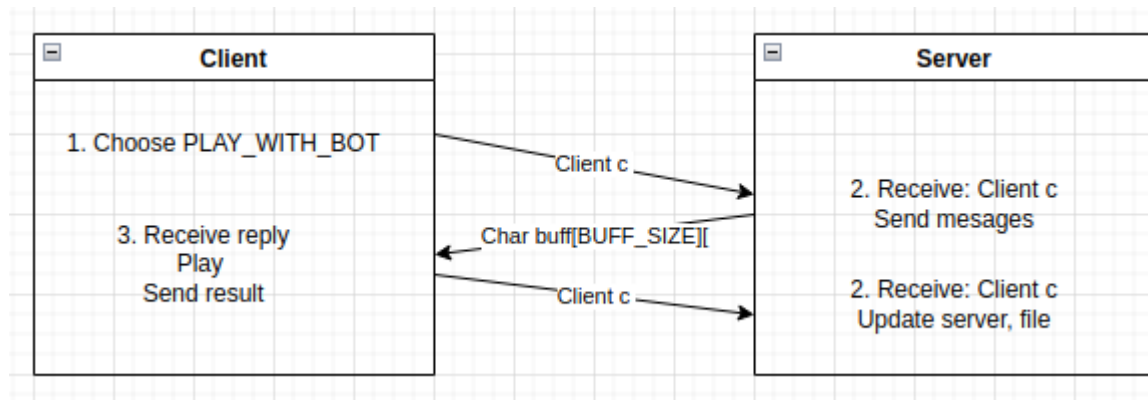 Client
Server
1. Choose PLAY_WITH_BOT
Client c
2. Receive: Client c
Send mesages
3. Receive reply
Play
Send result
Char buff[BUFF_SIZE][
Client c
2. Receive: Client c
Update server, file